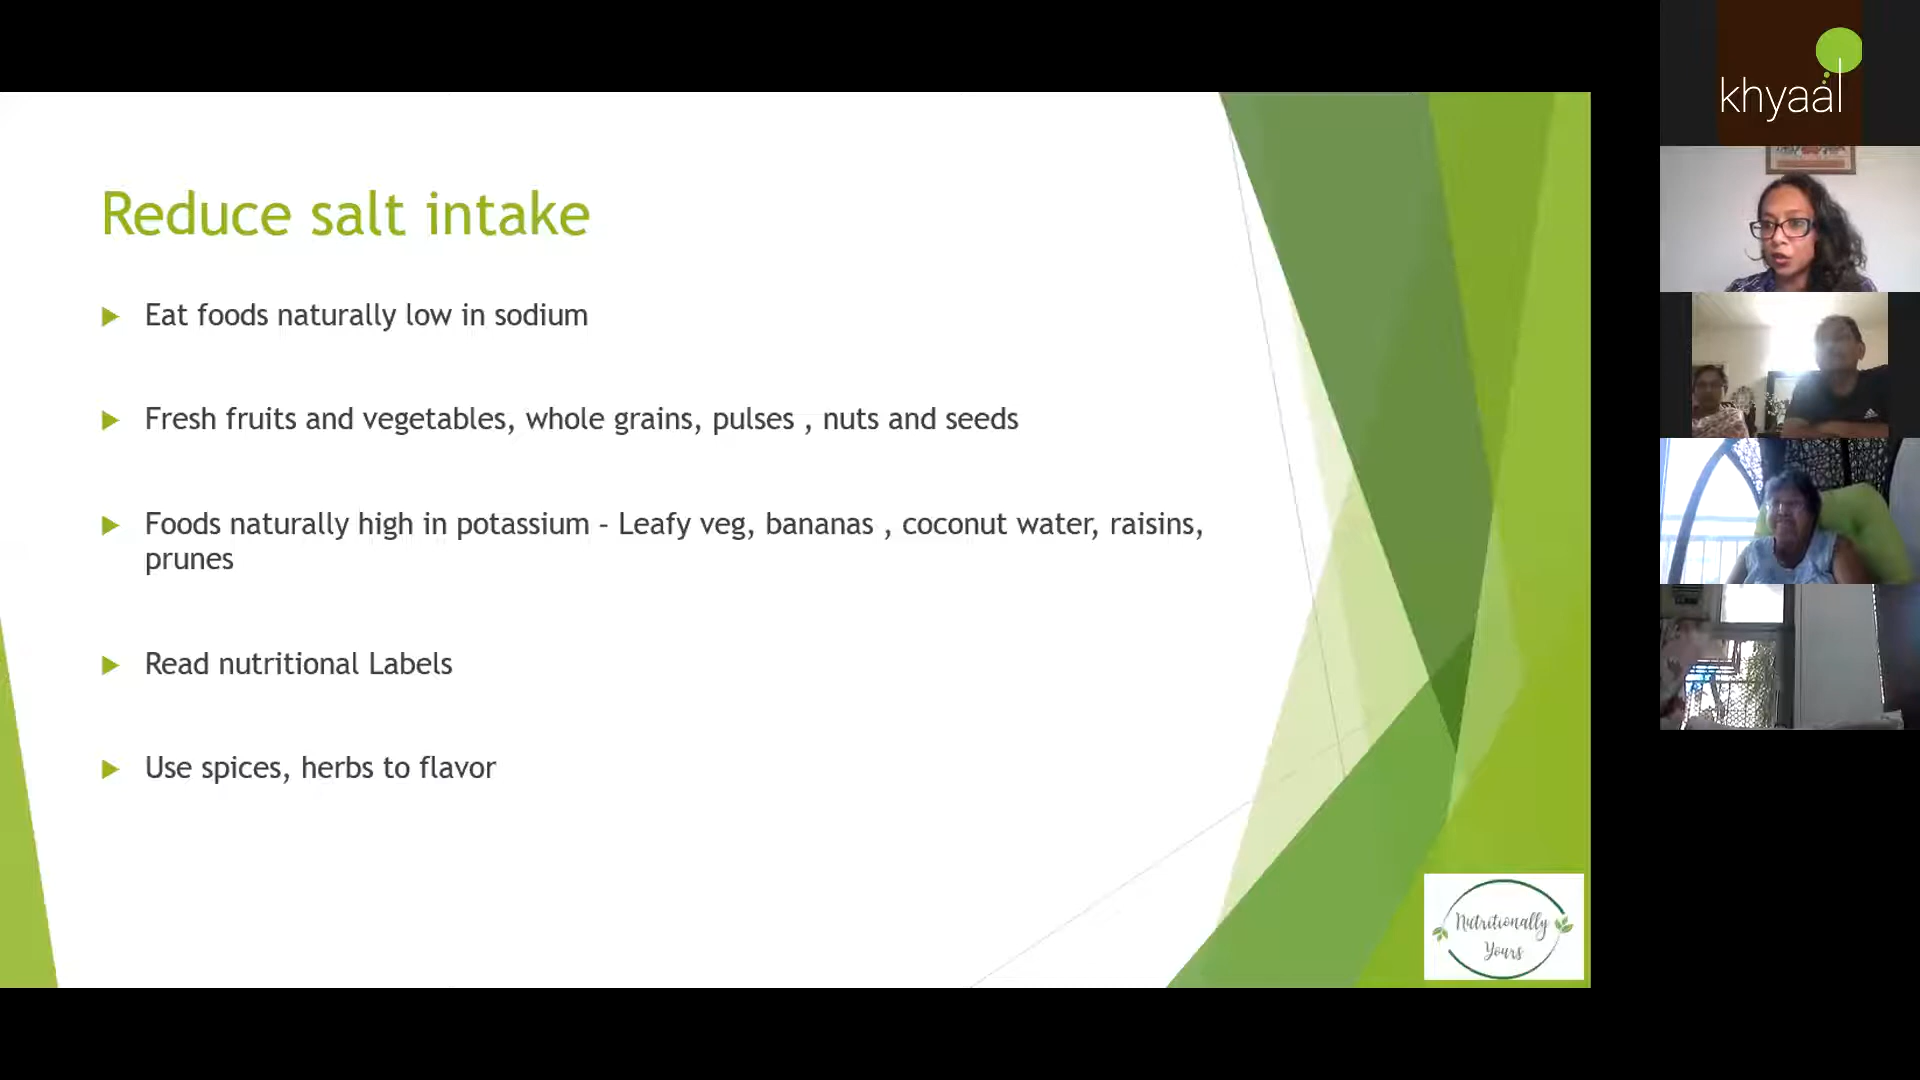 Reduce salt intake
Eat foods naturally low in sodium
Fresh fruits and vegetables, whole grains, pulses , nuts and seeds
Foods naturally high in potassium - Leafy veg, bananas , coconut water, raisins,
prunes
Read nutritional Labels
Use spices, herbs to flavor
Nutritionally
Yours
khyaal